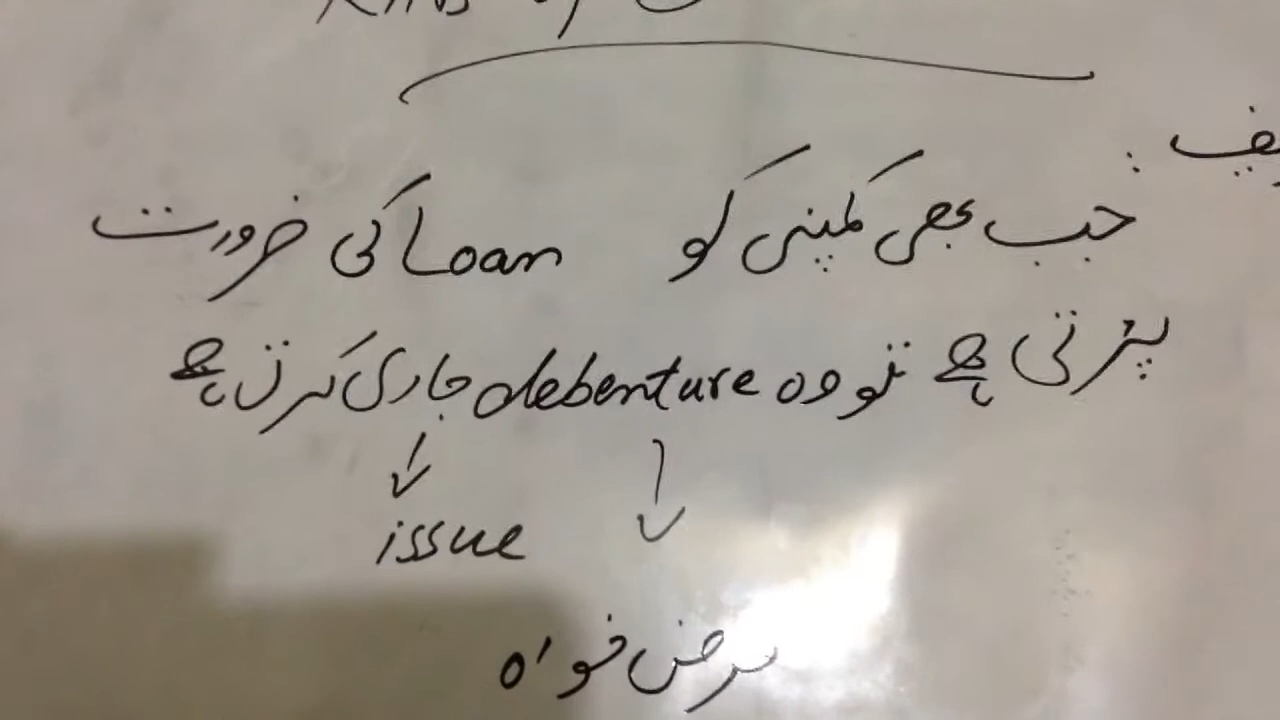 جب بھی کمپنی کو Loan کی ضرورت
پڑتی ہے تو وہ debenture جاری کرتی ہے
issue
قرض خواہ